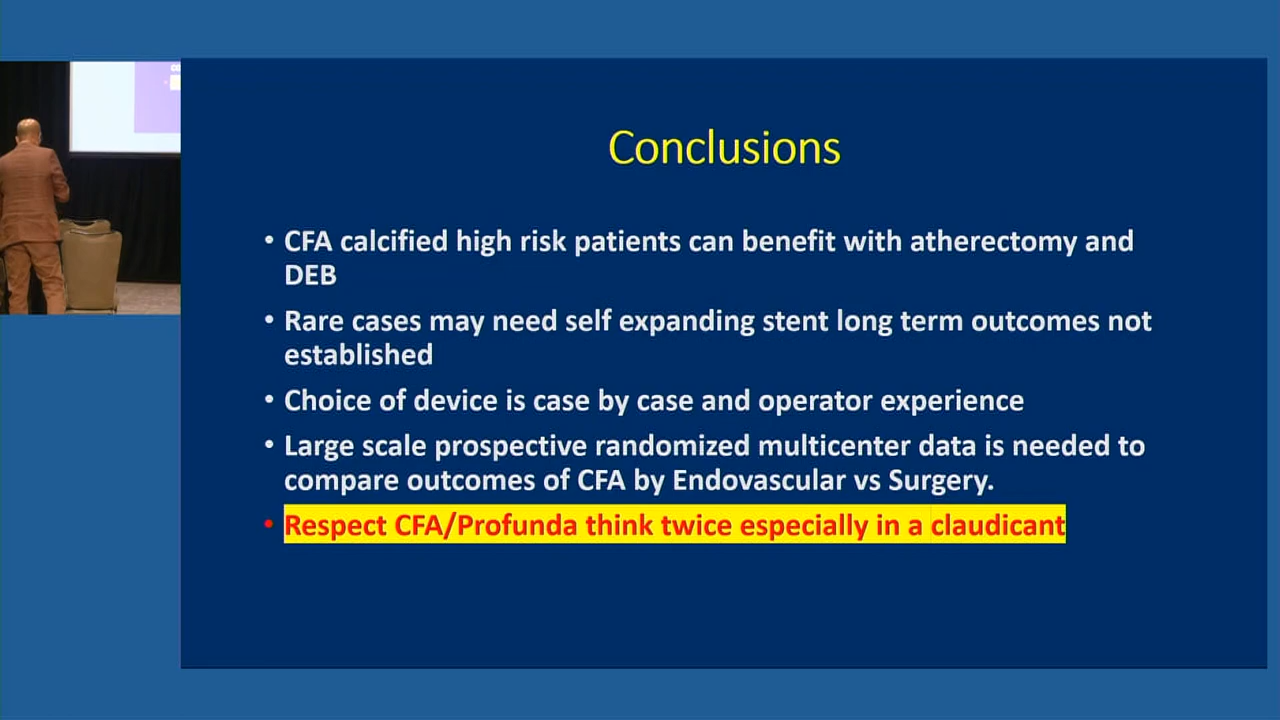 Conclusions
• CFA calcified high risk patients can benefit with atherectomy and
DEB
• Rare cases may need self expanding stent long term outcomes not
established
• Choice of device is case by case and operator experience
• Large scale prospective randomized multicenter data is needed to
compare outcomes of CFA by Endovascular vs Surgery.
• Respect CFA/Profunda think twice especially in a claudicant